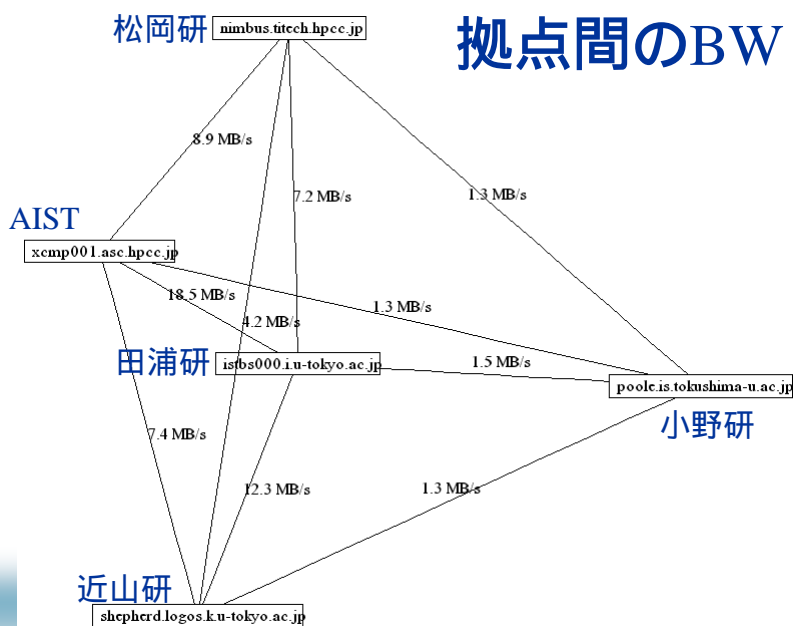 拠点間のBW
松岡研
nimbus.titech.hpcc.jp
8.9 MB/s
7.2 MB/s
1.3 MB/s
AIST
xcmp001.asc.hpcc.jp
18.5 MB/s
1.3 MB/s
4.2 MB/s
田浦研
istbs000.i.u-tokyo.ac.jp
1.5 MB/s
poole.is.tokushima-u.ac.jp
小野研
7.4 MB/s
12.3 MB/s
1.3 MB/s
近山研
shepherd.logos.k.u-tokyo.ac.jp